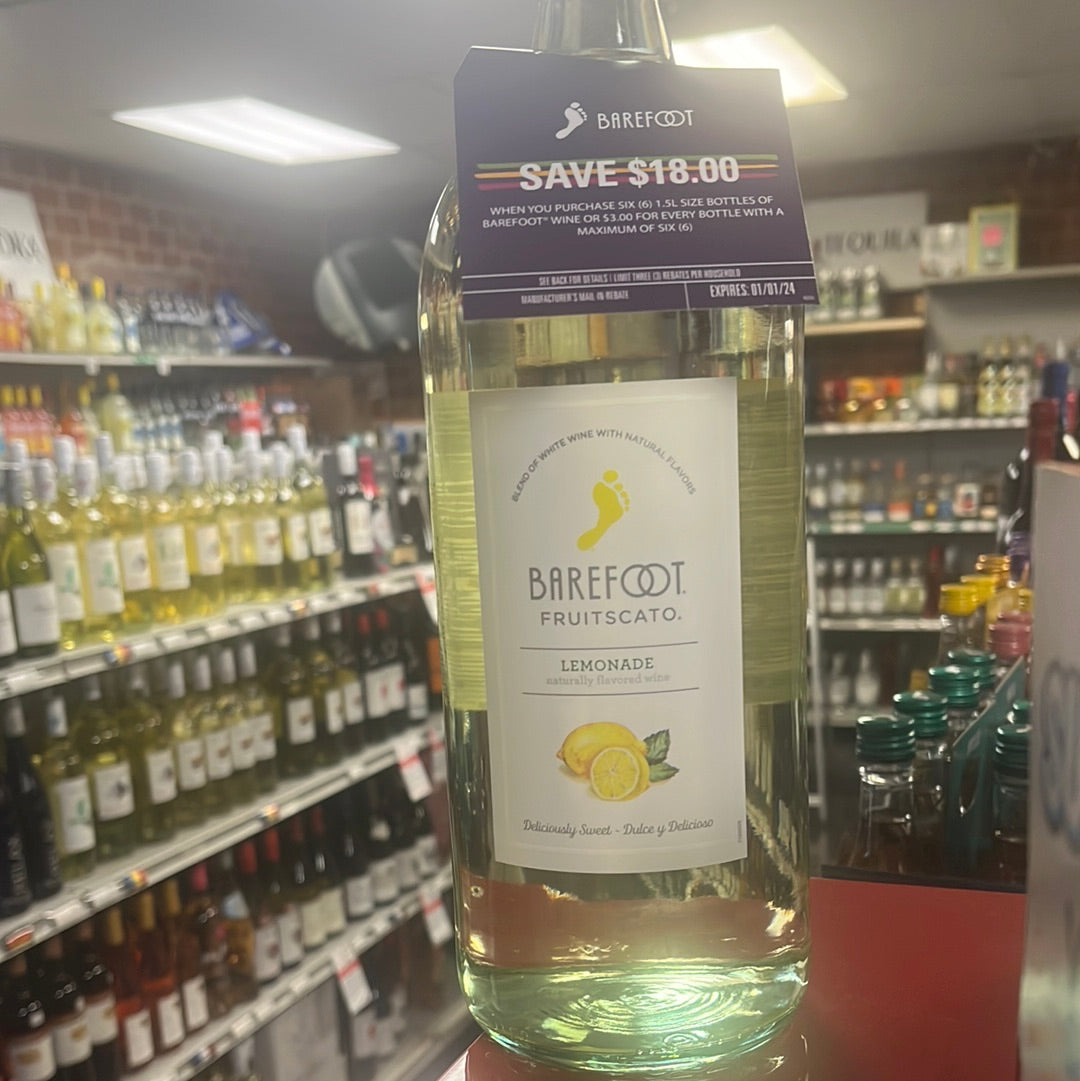 BAREFOOT
SAVE $18.00
WHEN YOU PURCHASE SIX (6) 1.5L SIZE BOTTLES OF
BAREFOOT® WINE OR $3.00 FOR EVERY BOTTLE WITH A
MAXIMUM OF SIX (6)
SEE BACK FOR DETAILS | LIMIT THREE (3) REBATES PER HOUSEHOLD
MANUFACTURER'S MAIL IN REBATE
EXPIRES: 01/01/24
TEQUILA
BLEND OF WHITE WINE WITH NATURAL FLAVORS
BAREFOOT.
FRUITSCATO®
LEMONADE
naturally flavored wine
Deliciously Sweet ~ Dulce y Delicioso